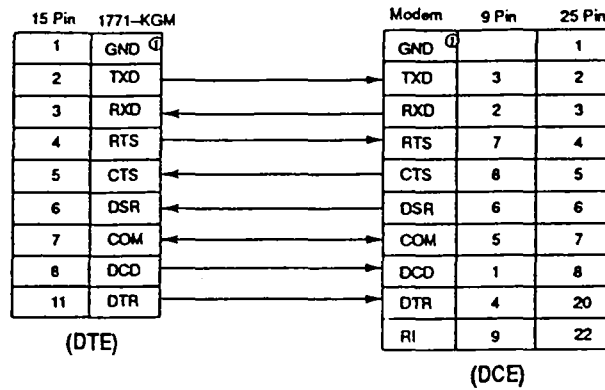 15 Pin 1771–KGM
1 GND ①
2 TXD
3 RXD
4 RTS
5 CTS
6 DSR
7 COM
8 DCD
11 DTR
(DTE)
Modem 9 Pin 25 Pin
GND ① 1
TXD 3 2
RXD 2 3
RTS 7 4
CTS 8 5
DSR 6 6
COM 5 7
DCD 1 8
DTR 4 20
RI 9 22
(DCE)